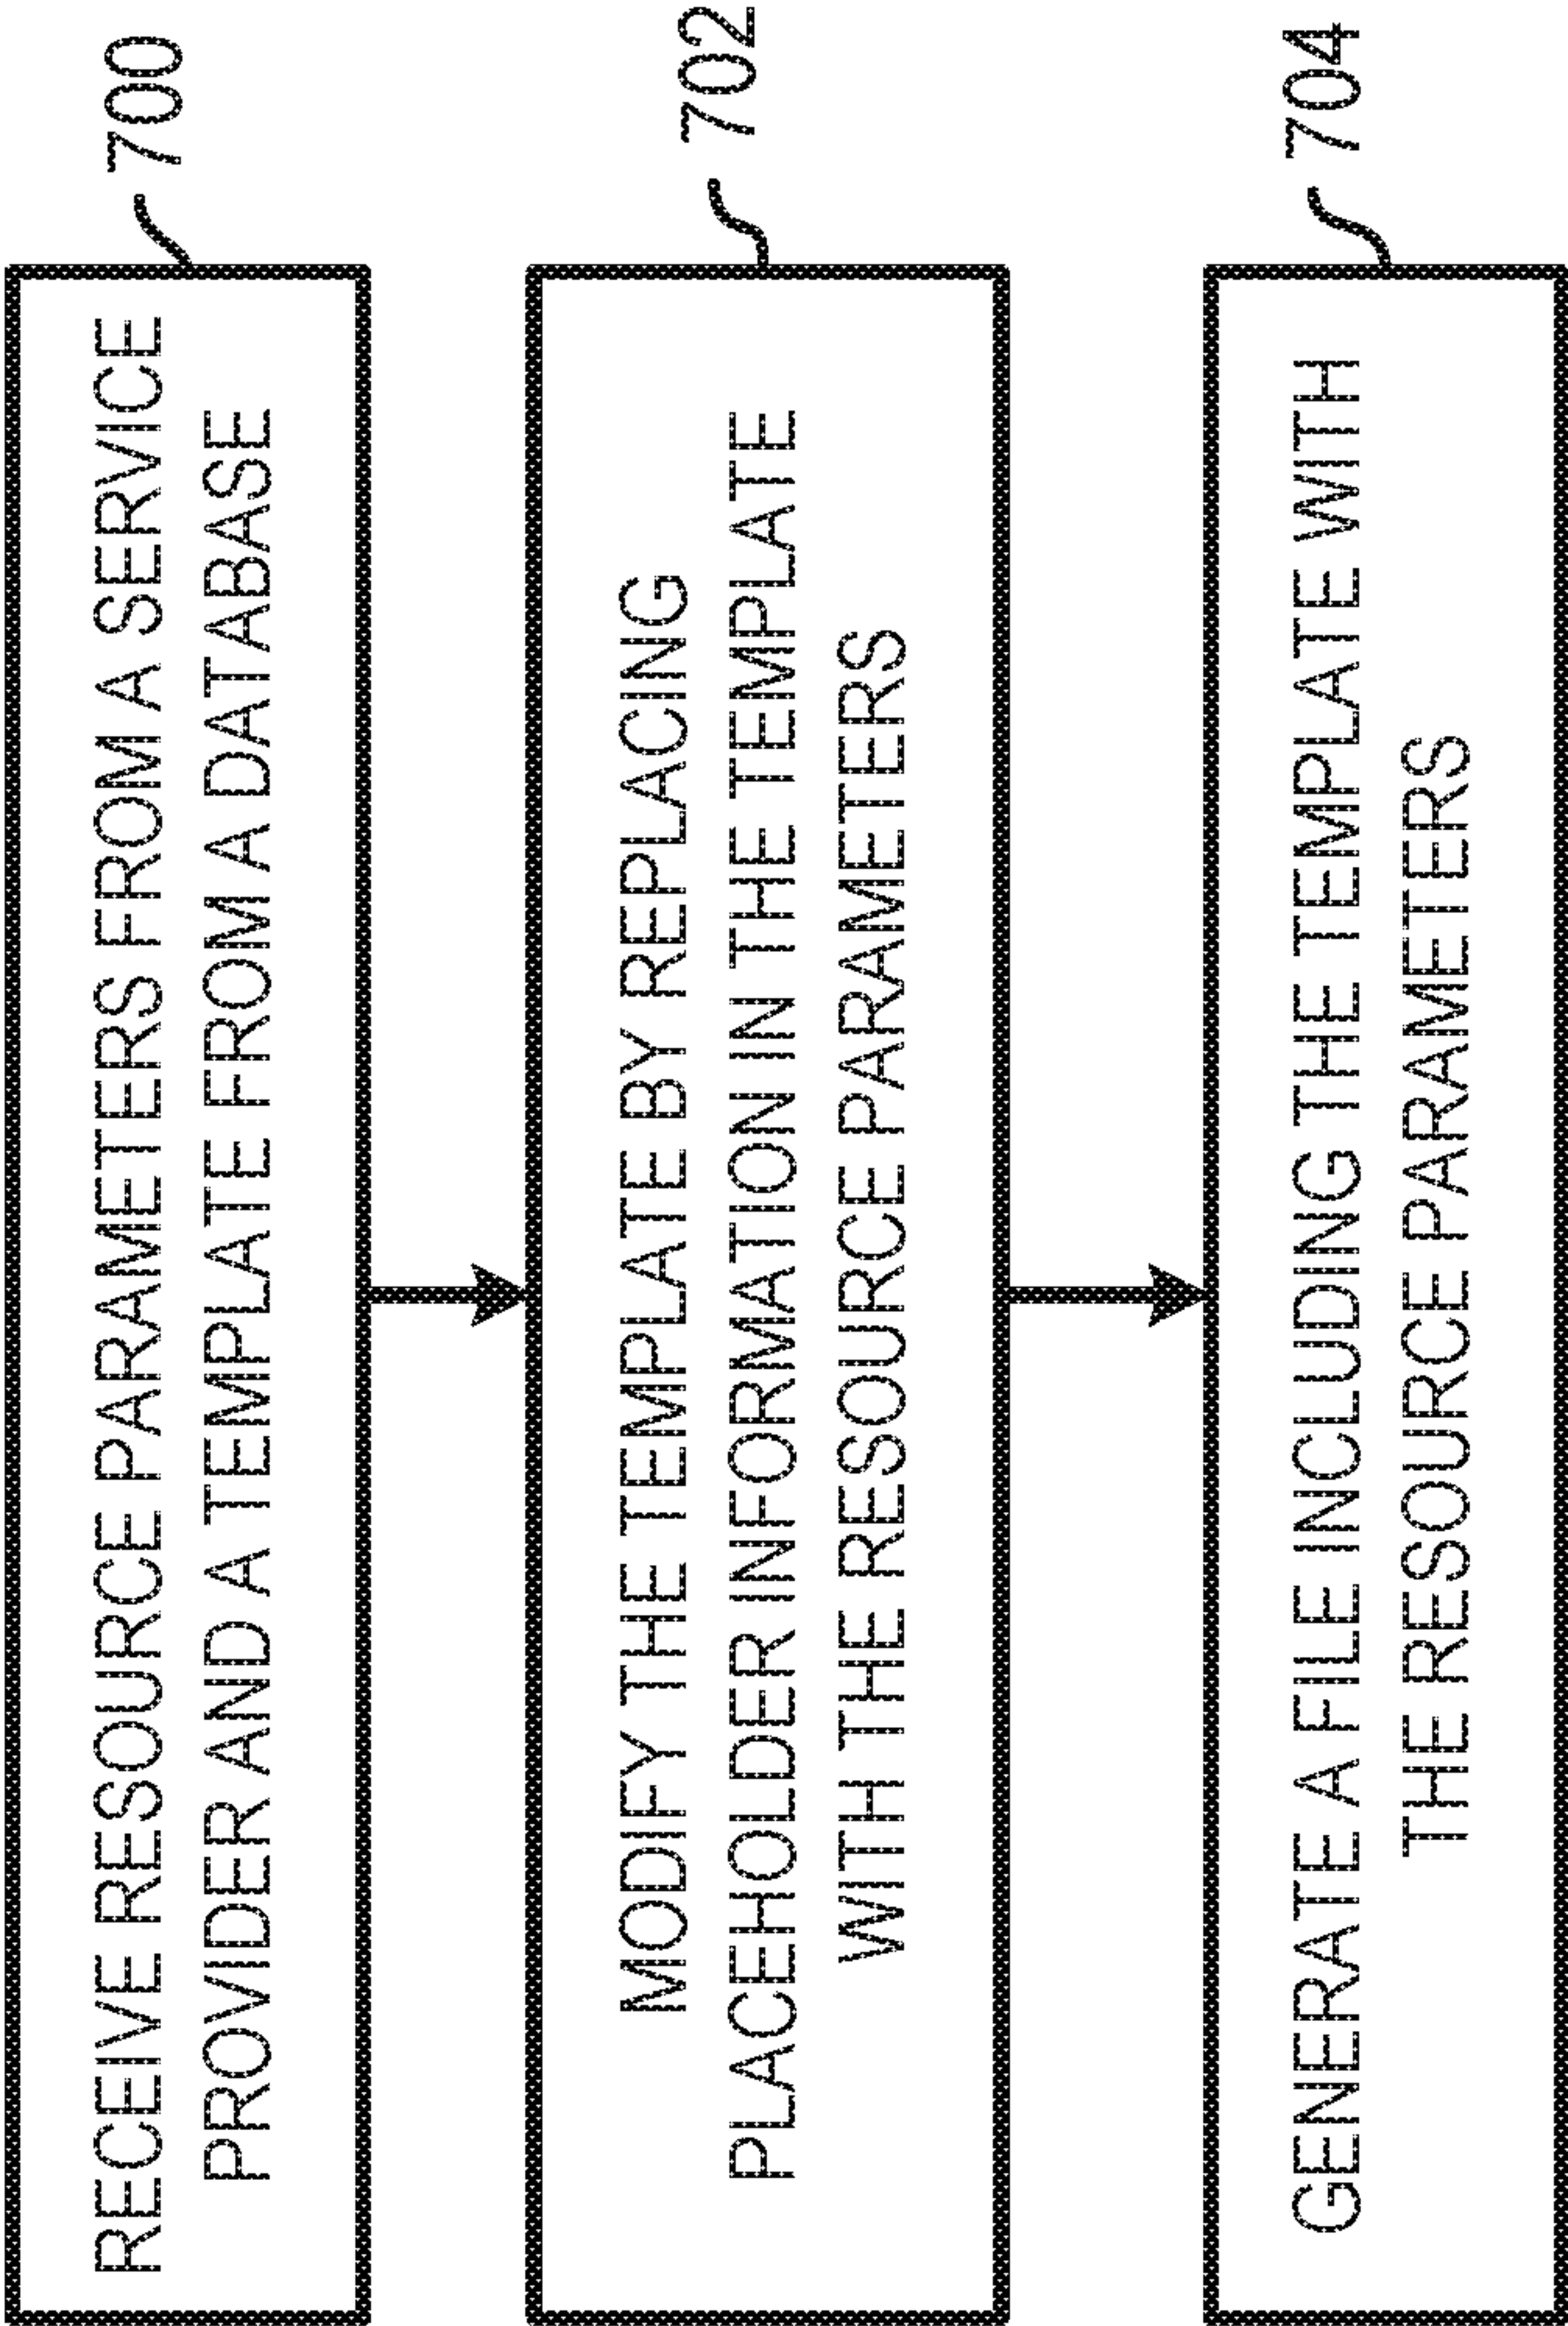 RECEIVE RESOURCE PARAMETERS FROM A SERVICE
PROVIDER AND A TEMPLATE FROM A DATABASE
700
MODIFY THE TEMPLATE BY REPLACING
PLACEHOLDER INFORMATION IN THE TEMPLATE
WITH THE RESOURCE PARAMETERS
702
GENERATE A FILE INCLUDING THE TEMPLATE WITH
THE RESOURCE PARAMETERS
704